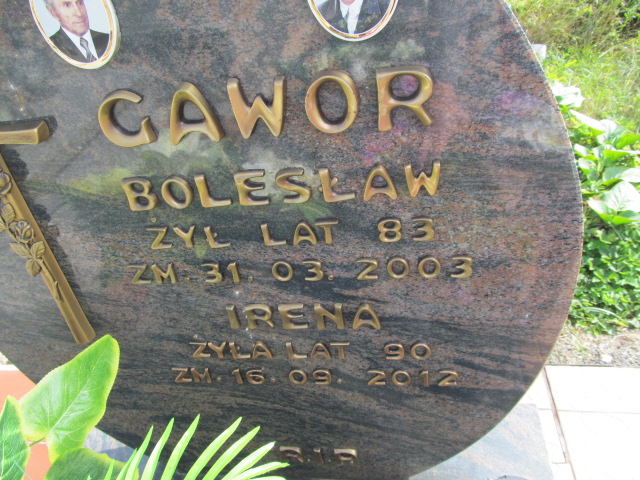 GAWOR
BOLESŁAW
ŻYŁ LAT 83
ZM. 31. 03. 2003
IRENA
ŻYŁA LAT 90
ZM. 16. 09. 2012